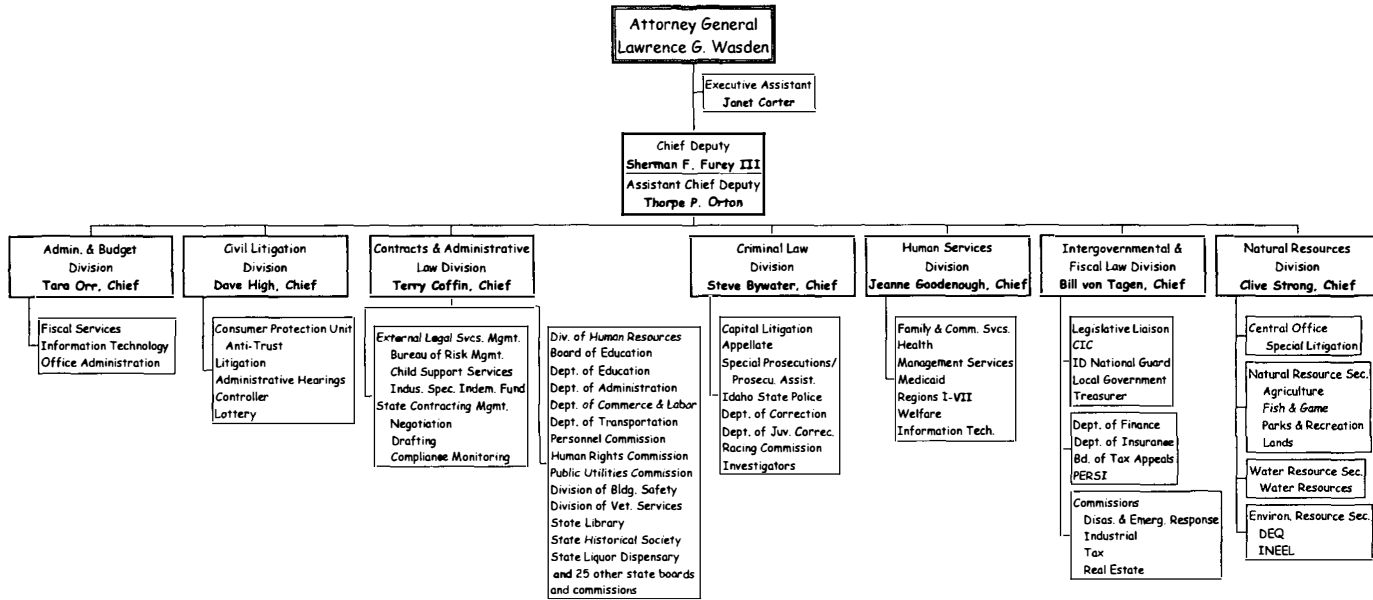 Attorney General
Lawrence G. Wasden
Executive Assistant
Janet Carter
Chief Deputy
Sherman F. Furey III
Assistant Chief Deputy
Thorpe P. Orton
Admin. & Budget
Division
Tara Orr, Chief
Fiscal Services
Information Technology
Office Administration
Civil Litigation
Division
Dave High, Chief
Consumer Protection Unit
Anti-Trust
Litigation
Administrative Hearings
Controller
Lottery
Contracts & Administrative
Law Division
Terry Coffin, Chief
External Legal Svcs. Mgmt.
Bureau of Risk Mgmt.
Child Support Services
Indus. Spec. Indem. Fund
State Contracting Mgmt.
Negotiation
Drafting
Compliance Monitoring
Div. of Human Resources
Board of Education
Dept. of Education
Dept. of Administration
Dept. of Commerce & Labor
Dept. of Transportation
Personnel Commission
Human Rights Commission
Public Utilities Commission
Division of Bldg. Safety
Division of Vet. Services
State Library
State Historical Society
State Liquor Dispensary
and 25 other state boards
and commissions
Criminal Law
Division
Steve Bywater, Chief
Capital Litigation
Appellate
Special Prosecutions/
Prosecu. Assist.
Idaho State Police
Dept. of Correction
Dept. of Juv. Correc.
Racing Commission
Investigators
Human Services
Division
Jeanne Goodenough, Chief
Family & Comm. Svcs.
Health
Management Services
Medicaid
Regions I-VII
Welfare
Information Tech.
Intergovernmental &
Fiscal Law Division
Bill von Tagen, Chief
Legislative Liaison
CIC
ID National Guard
Local Government
Treasurer
Dept. of Finance
Dept. of Insurance
Bd. of Tax Appeals
PERSI
Commissions
Disas. & Emerg. Response
Industrial
Tax
Real Estate
Natural Resources
Division
Clive Strong, Chief
Central Office
Special Litigation
Natural Resource Sec.
Agriculture
Fish & Game
Parks & Recreation
Lands
Water Resource Sec.
Water Resources
Environ. Resource Sec.
DEQ
INEEL